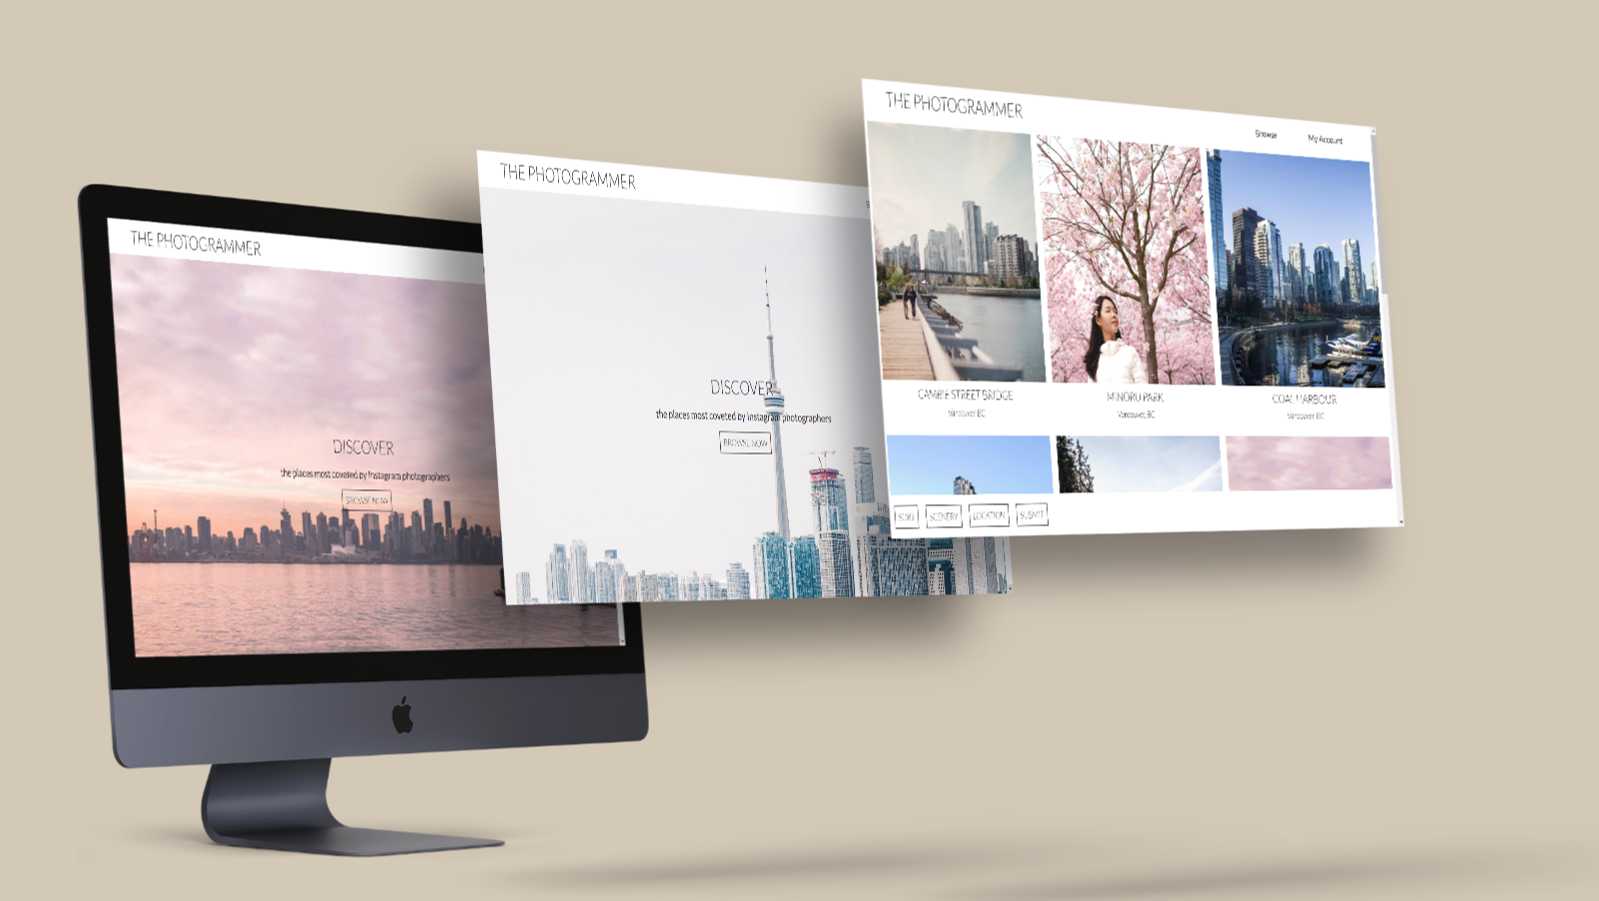 THE PHOTOGRAMMER
DISCOVER
the places most coveted by Instagram photographers
BROWSE NOW
THE PHOTOGRAMMER
DISCOVER
the places most coveted by Instagram photographers
BROWSE NOW
THE PHOTOGRAMMER
Browse
My Account
CAMBIE STREET BRIDGE
Vancouver, BC
MINORU PARK
Vancouver, BC
COAL HARBOUR
Vancouver, BC
SORT
SCENERY
LOCATION
SUBMIT